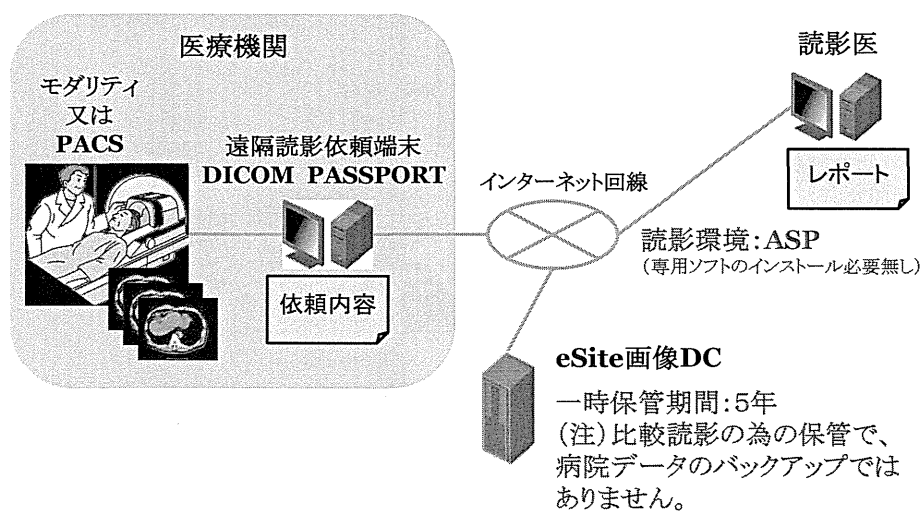 医療機関
モダリティ
又は
PACS
遠隔読影依頼端末
DICOM PASSPORT
依頼内容
インターネット回線
読影医
レポート
読影環境:ASP
(専用ソフトのインストール必要無し)
eSite画像DC
一時保管期間:5年
(注)比較読影の為の保管で、
病院データのバックアップでは
ありません。